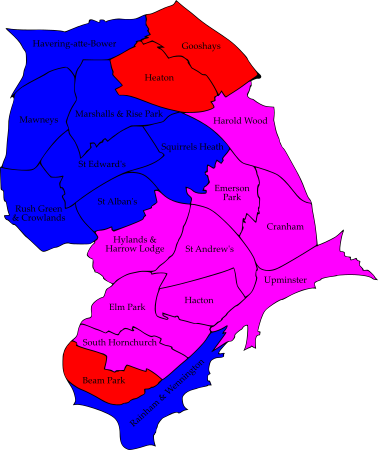 Havering-atte-Bower
Gooshays
Heaton
Mawneys
Marshalls & Rise Park
Harold Wood
Squirrels Heath
St Edward's
Emerson
Park
St Alban's
Rush Green
& Crowlands
Cranham
Hylands &
Harrow Lodge
St Andrew's
Upminster
Hacton
Elm Park
South Hornchurch
Beam Park
Rainham & Wennington